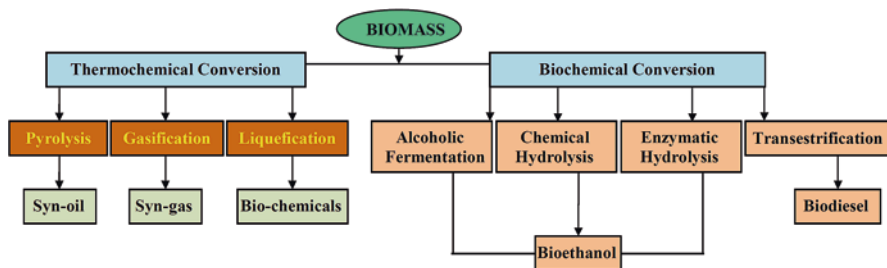 BIOMASS
Thermochemical Conversion
Biochemical Conversion
Pyrolysis
Gasification
Liquefication
Alcoholic
Fermentation
Chemical
Hydrolysis
Enzymatic
Hydrolysis
Transestrification
Syn-oil
Syn-gas
Bio-chemicals
Biodiesel
Bioethanol